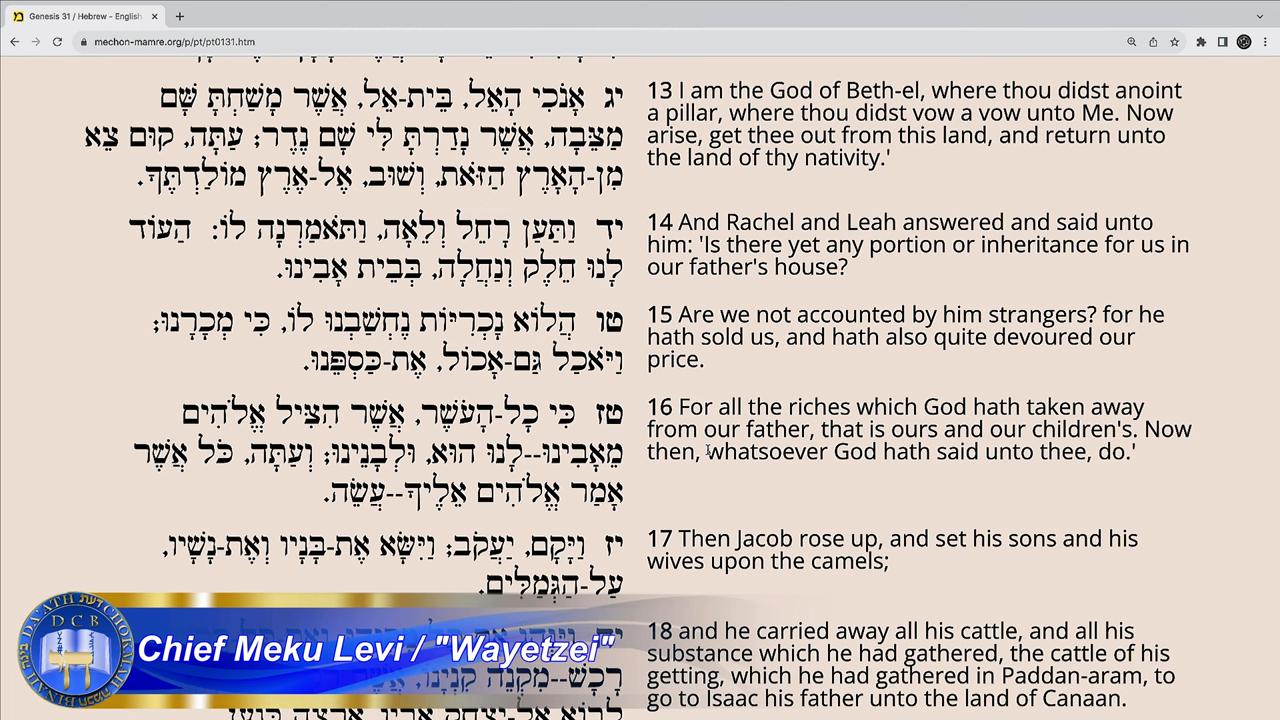 Genesis 31 / Hebrew - English
mechon-mamre.org/p/pt/pt0131.htm
יג אָנֹכִי הָאֵל, בֵּית-אֵל, אֲשֶׁר מָשַׁחְתָּ שָּׁם
מַצֵּבָה, אֲשֶׁר נָדַרְתָּ לִּי שָׁם נֶדֶר; עַתָּה, קוּם צֵא
מִן-הָאָרֶץ הַזֹּאת, וְשׁוּב, אֶל-אֶרֶץ מוֹלַדְתֶּךָ.
13 I am the God of Beth-el, where thou didst anoint
a pillar, where thou didst vow a vow unto Me. Now
arise, get thee out from this land, and return unto
the land of thy nativity.'
יד וַתַּעַן רָחֵל וְלֵאָה, וַתֹּאמַרְנָה לוֹ: הַעוֹד
לָנוּ חֵלֶק וְנַחֲלָה, בְּבֵית אָבִינוּ.
14 And Rachel and Leah answered and said unto
him: 'Is there yet any portion or inheritance for us in
our father's house?
טו הֲלוֹא נָכְרִיּוֹת נֶחְשַׁבְנוּ לוֹ, כִּי מְכָרָנוּ;
וַיֹּאכַל גַּם-אָכוֹל, אֶת-כַּסְפֵּנוּ.
15 Are we not accounted by him strangers? for he
hath sold us, and hath also quite devoured our
price.
טז כִּי כָל-הָעֹשֶׁר, אֲשֶׁר הִצִּיל אֱלֹהִים
מֵאָבִינוּ--לָנוּ הוּא, וּלְבָנֵינוּ; וְעַתָּה, כֹּל אֲשֶׁר
אָמַר אֱלֹהִים אֵלֶיךָ--עֲשֵׂה.
16 For all the riches which God hath taken away
from our father, that is ours and our children's. Now
then, whatsoever God hath said unto thee, do.'
יז וַיָּקָם, יַעֲקֹב; וַיִּשָּׂא אֶת-בָּנָיו וְאֶת-נָשָׁיו,
עַל-הַגְּמַלִּים.
17 Then Jacob rose up, and set his sons and his
wives upon the camels;
רָכָשׁ--מִקְנֵה קִנְיָנוֹ, אֲשֶׁר
18 and he carried away all his cattle, and all his
substance which he had gathered, the cattle of his
getting, which he had gathered in Paddan-aram, to
go to Isaac his father unto the land of Canaan.
DCB
Chief Meku Levi / "Wayetzei"